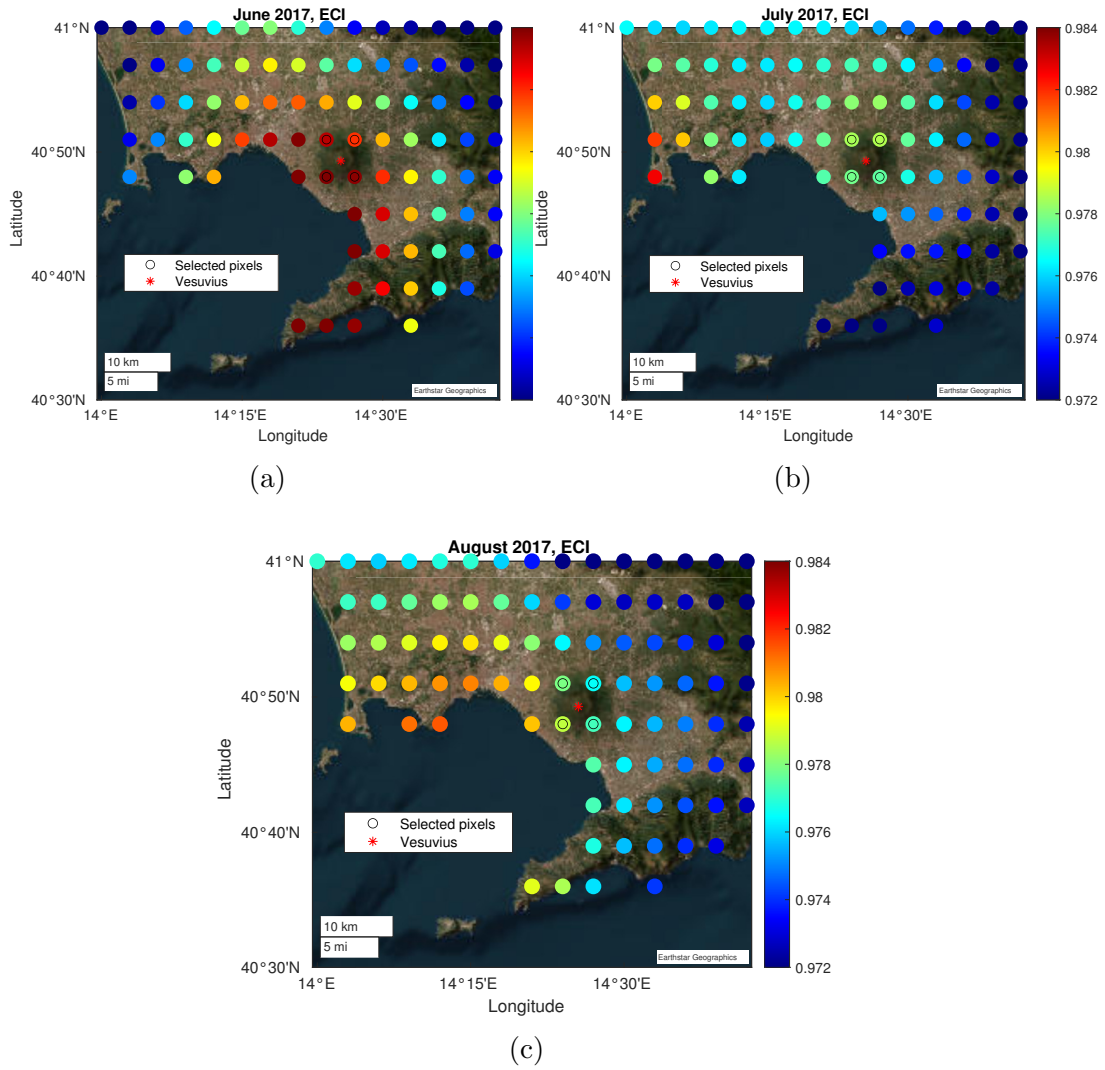 June 2017, ECI
41°N
40°50'N
40°40'N
40°30'N
Latitude
Selected pixels
Vesuvius
10 km
5 mi
Earthstar Geographics
14°E
14°15'E
14°30'E
Longitude
(a)
July 2017, ECI
41°N
40°50'N
40°40'N
40°30'N
Latitude
Selected pixels
Vesuvius
10 km
5 mi
Earthstar Geographics
14°E
14°15'E
14°30'E
Longitude
0.984
0.982
0.98
0.978
0.976
0.974
0.972
(b)
August 2017, ECI
41°N
40°50'N
40°40'N
40°30'N
Latitude
Selected pixels
Vesuvius
10 km
5 mi
Earthstar Geographics
14°E
14°15'E
14°30'E
Longitude
0.984
0.982
0.98
0.978
0.976
0.974
0.972
(c)